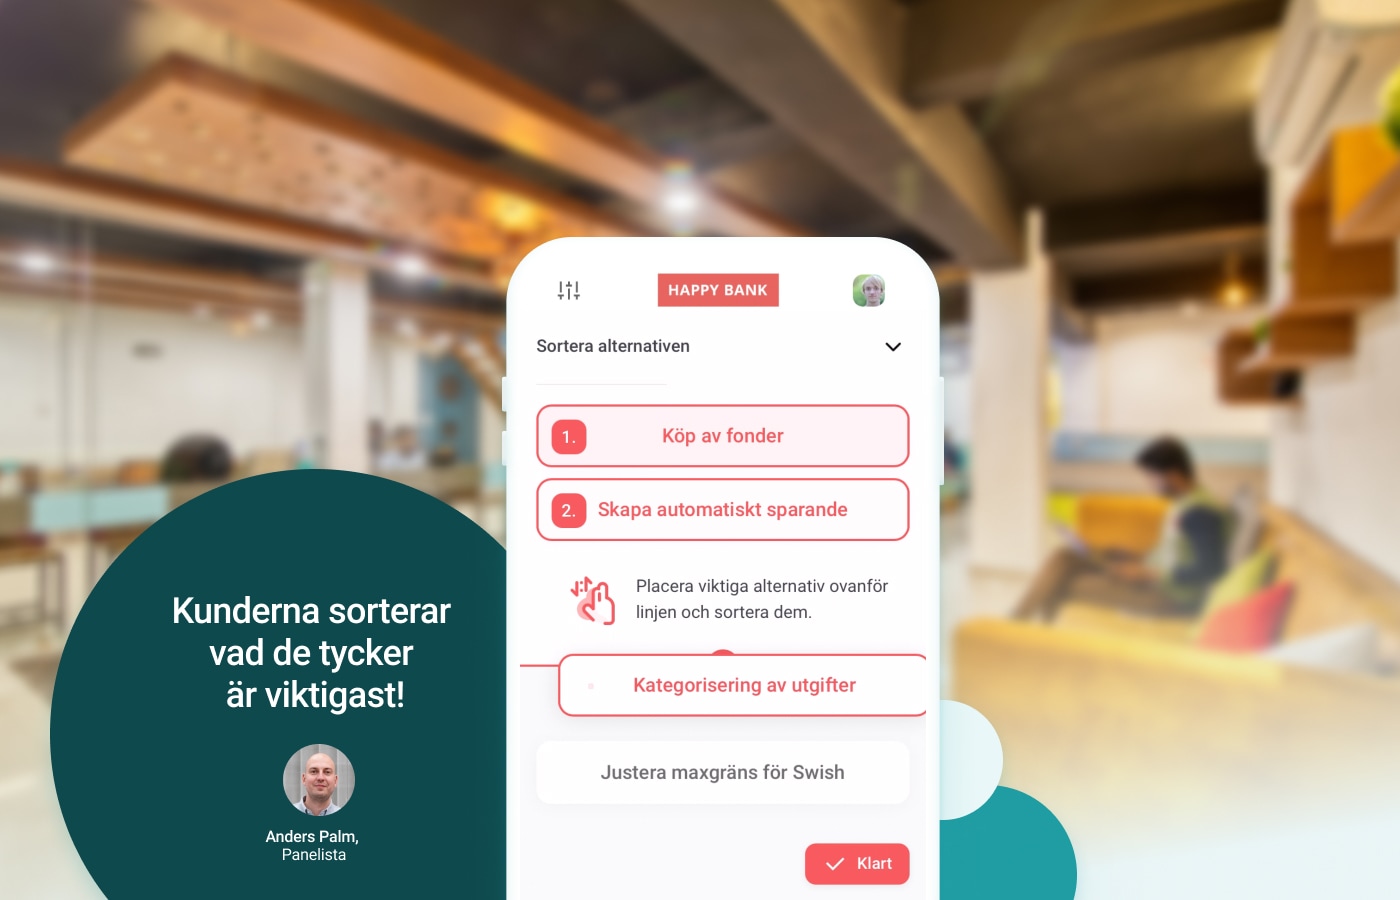 HAPPY BANK
Sortera alternativen
1. Köp av fonder
2. Skapa automatiskt sparande
Placera viktiga alternativ ovanför
linjen och sortera dem.
Kategorisering av utgifter
Justera maxgräns för Swish
Klart
Kunderna sorterar
vad de tycker
är viktigast!
Anders Palm,
Panelista